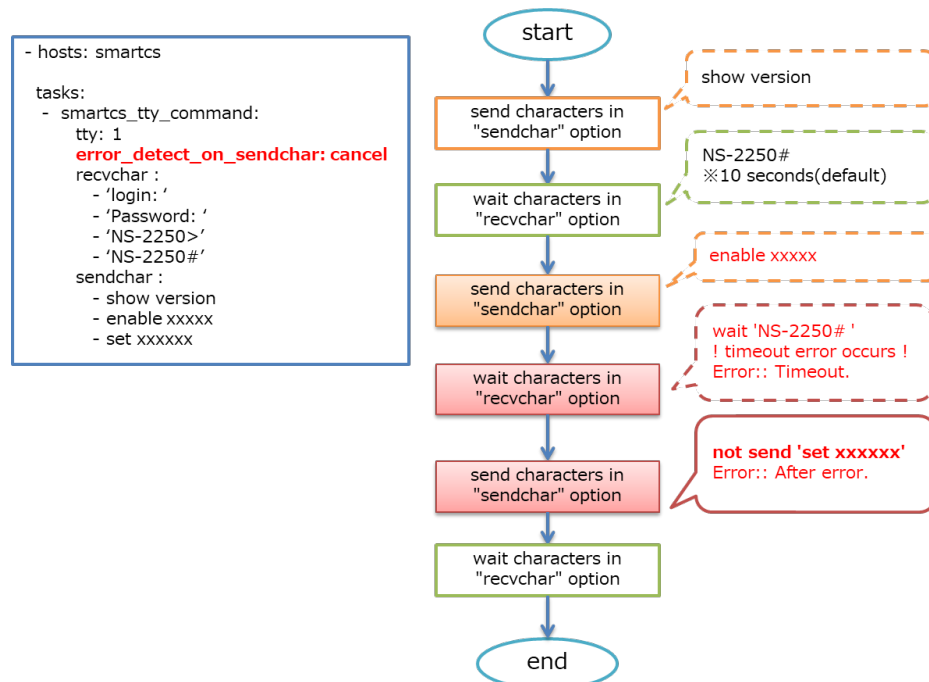 start
- hosts: smartcs
tasks:
- smartcs_tty_command:
tty: 1
error_detect_on_sendchar: cancel
recvchar :
- ‘login: ‘
- ‘Password: ‘
- ‘NS-2250>’
- ‘NS-2250#’
sendchar :
- show version
- enable xxxxx
- set xxxxxx
send characters in
"sendchar" option
show version
wait characters in
"recvchar" option
NS-2250#
※10 seconds(default)
send characters in
"sendchar" option
enable xxxxx
wait characters in
"recvchar" option
wait 'NS-2250# '
! timeout error occurs !
Error:: Timeout.
send characters in
"sendchar" option
not send 'set xxxxxx'
Error:: After error.
wait characters in
"recvchar" option
end